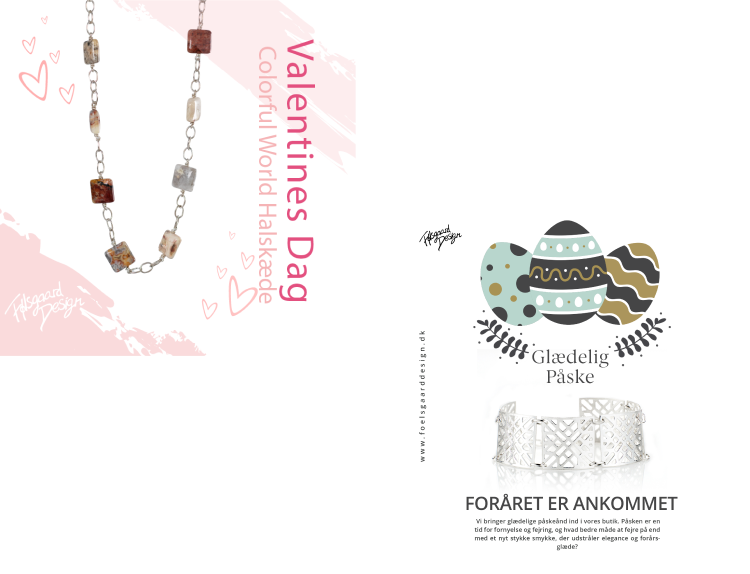 Valentines Dag
Colorful World Halskæde
Følsgaard
Design
Følsgaard
Design
www.foelsgaarddesign.dk
Glædelig
Påske
FORÅRET ER ANKOMMET
Vi bringer glædelige påskeånd ind i vores butik. Påsken er en
tid for fornyelse og fejring, og hvad bedre måde at fejre på end
med et nyt stykke smykke, der udstråler elegance og forårs-
glæde?